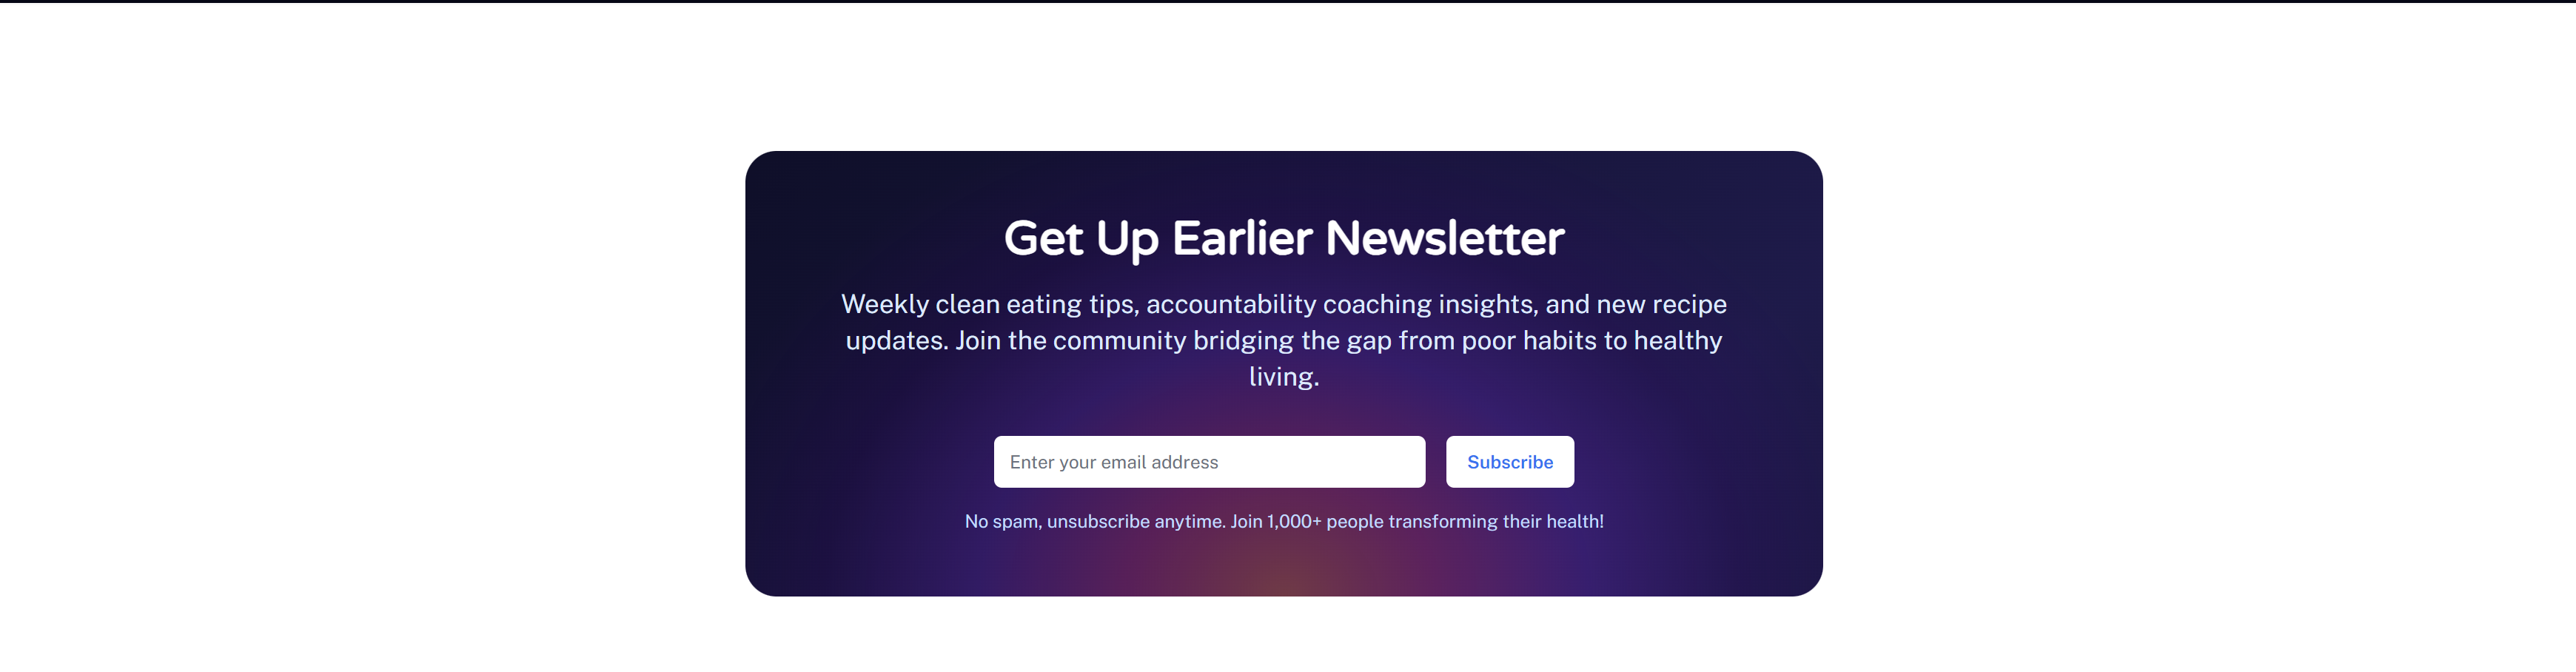 Get Up Earlier Newsletter
Weekly clean eating tips, accountability coaching insights, and new recipe
updates. Join the community bridging the gap from poor habits to healthy
living.
Enter your email address
Subscribe
No spam, unsubscribe anytime. Join 1,000+ people transforming their health!